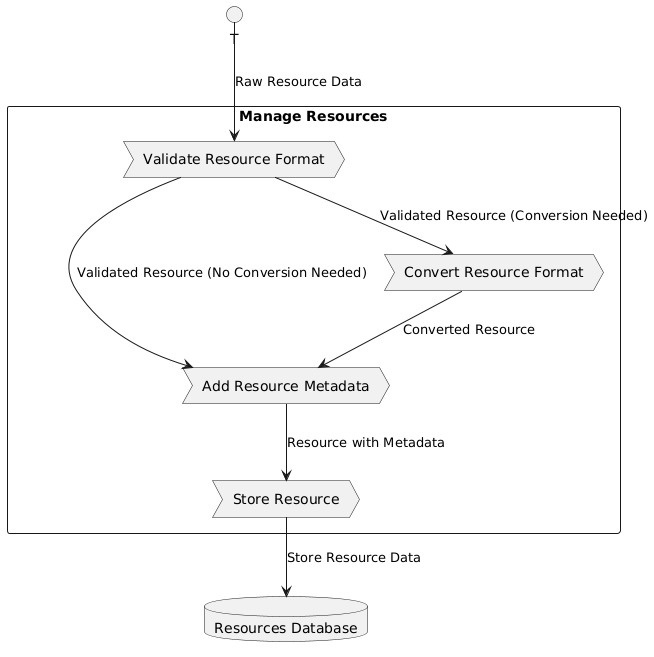 T
Raw Resource Data
Manage Resources
Validate Resource Format
Validated Resource (Conversion Needed)
Validated Resource (No Conversion Needed)
Convert Resource Format
Converted Resource
Add Resource Metadata
Resource with Metadata
Store Resource
Store Resource Data
Resources Database